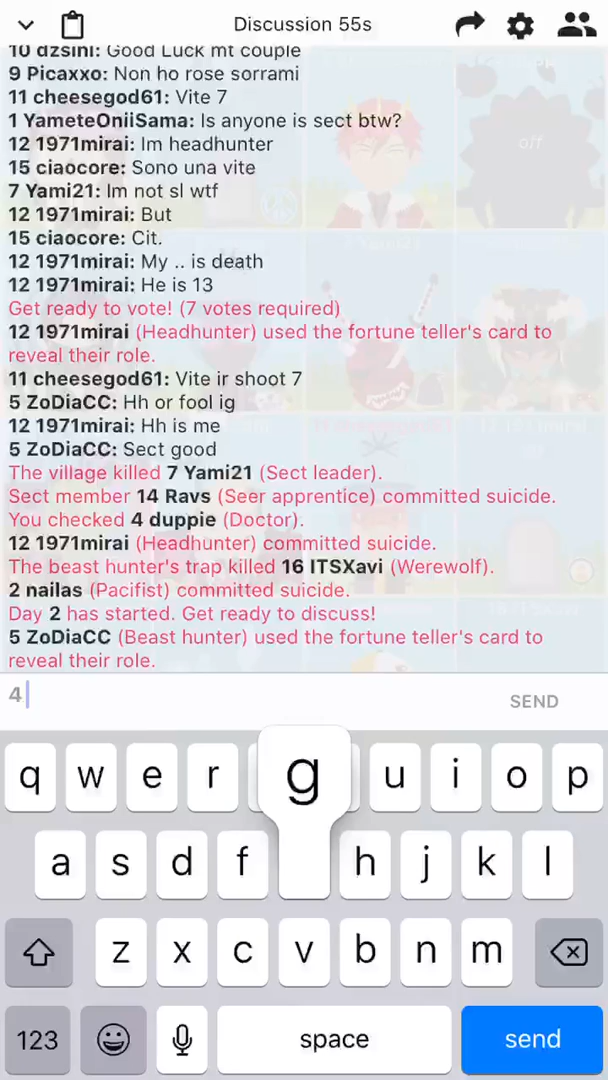 Discussion 55s
10 dzsini: Good Luck mt couple
9 Picaxxo: Non ho rose sorrami
11 cheesegod61: Vite 7
1 YameteOniiSama: Is anyone is sect btw?
12 1971mirai: Im headhunter
15 ciaocore: Sono una vite
7 Yami21: Im not sl wtf
12 1971mirai: But
15 ciaocore: Cit.
12 1971mirai: My .. is death
12 1971mirai: He is 13
Get ready to vote! (7 votes required)
12 1971mirai (Headhunter) used the fortune teller's card to
reveal their role.
11 cheesegod61: Vite ir shoot 7
5 ZoDiaCC: Hh or fool ig
12 1971mirai: Hh is me
5 ZoDiaCC: Sect good
The village killed 7 Yami21 (Sect leader).
Sect member 14 Ravs (Seer apprentice) committed suicide.
You checked 4 duppie (Doctor).
12 1971mirai (Headhunter) committed suicide.
The beast hunter's trap killed 16 ITSXavi (Werewolf).
2 nailas (Pacifist) committed suicide.
Day 2 has started. Get ready to discuss!
5 ZoDiaCC (Beast hunter) used the fortune teller's card to
reveal their role.
off
4
SEND
q w e r g u i o p
a s d f h j k l
z x c v b n m
123 space send